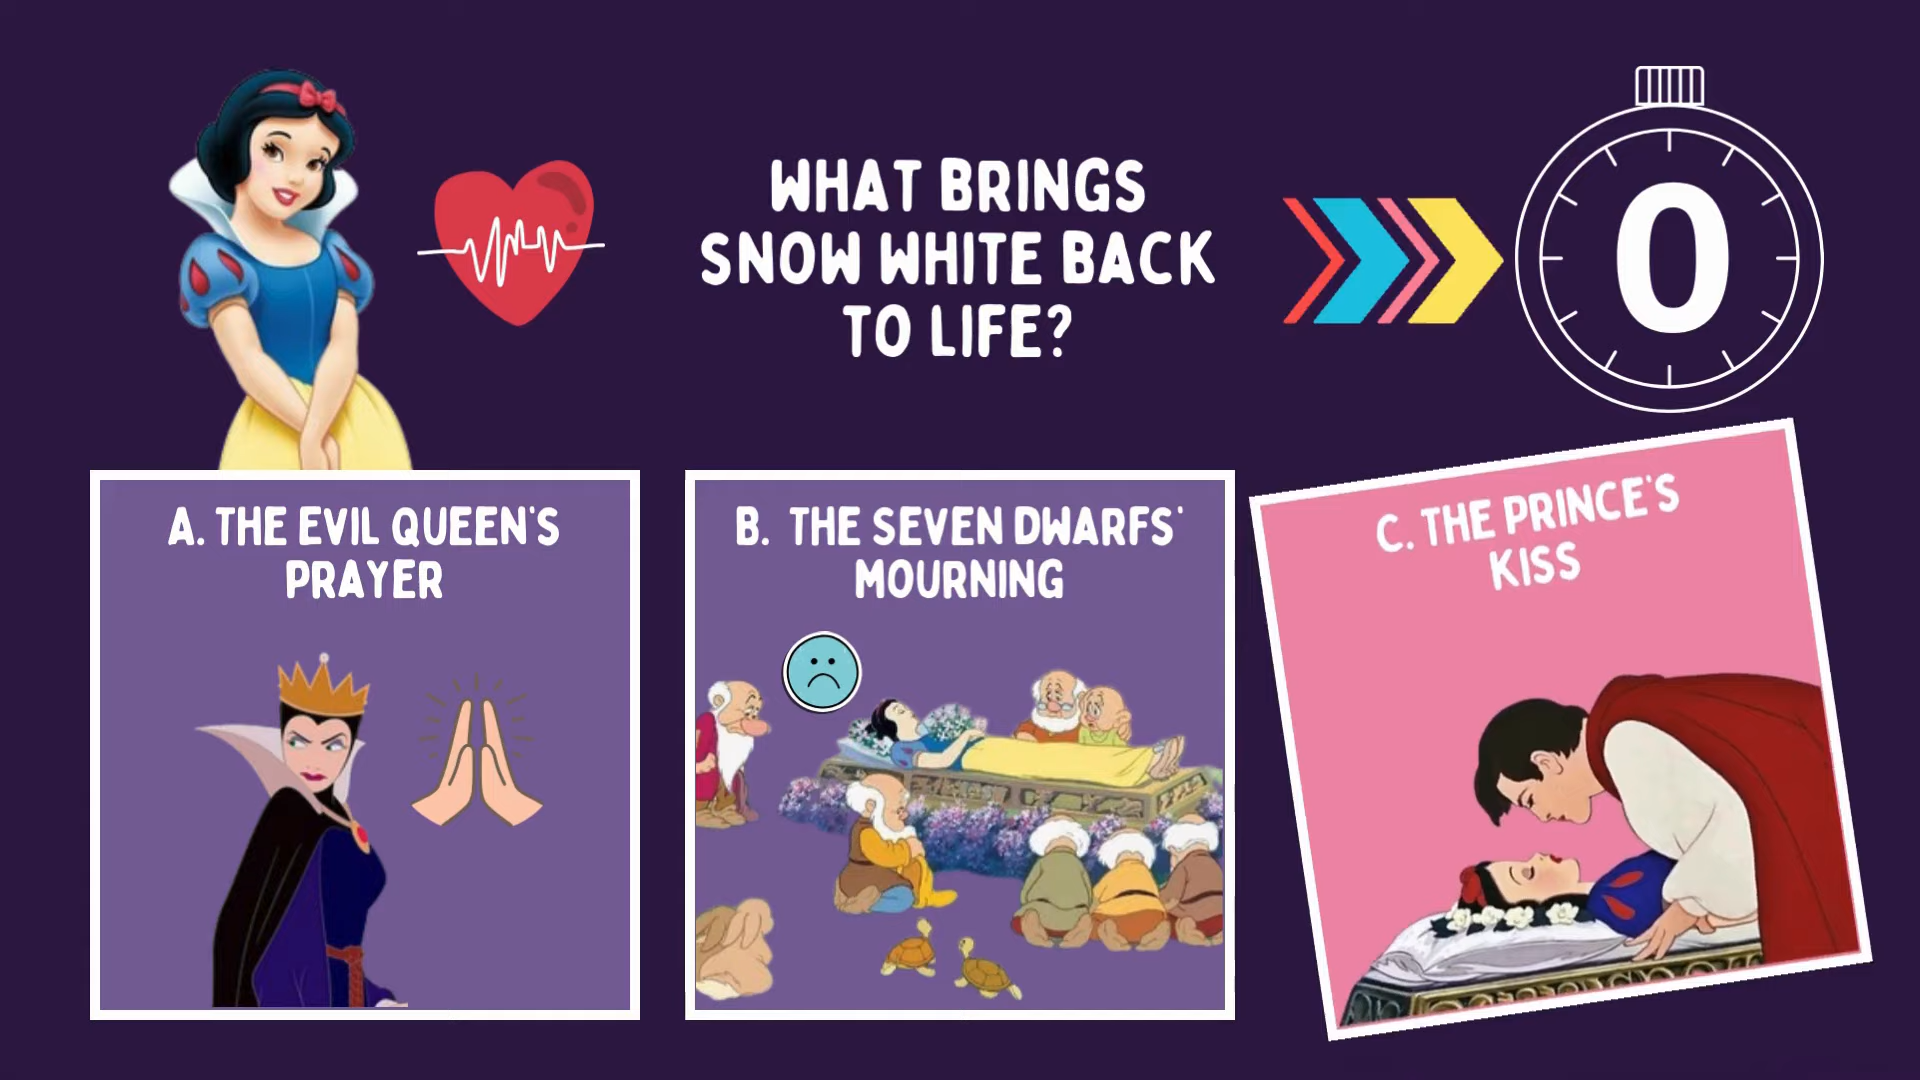 WHAT BRINGS
SNOW WHITE BACK
TO LIFE?
0
A. THE EVIL QUEEN'S
PRAYER
B. THE SEVEN DWARFS'
MOURNING
C. THE PRINCE'S
KISS